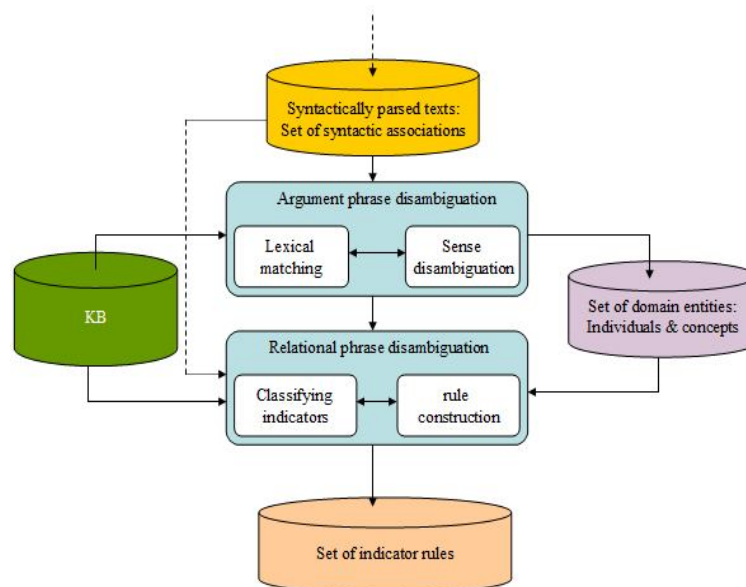 Syntactically parsed texts:
Set of syntactic associations
Argument phrase disambiguation
Lexical
matching
Sense
disambiguation
KB
Set of domain entities:
Individuals & concepts
Relational phrase disambiguation
Classifying
indicators
rule
construction
Set of indicator rules